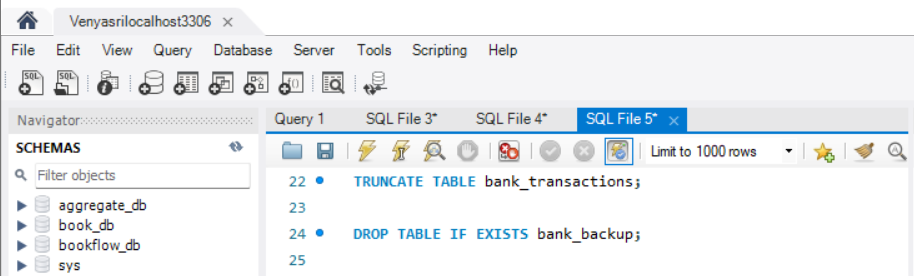 Venyasrilocalhost3306 ×
File Edit View Query Database Server Tools Scripting Help
SQL SQL
Navigator
SCHEMAS
Filter objects
aggregate_db
book_db
bookflow_db
sys
Query 1 SQL File 3* SQL File 4* SQL File 5* ×
Limit to 1000 rows
22 TRUNCATE TABLE bank_transactions;
23
24 DROP TABLE IF EXISTS bank_backup;
25